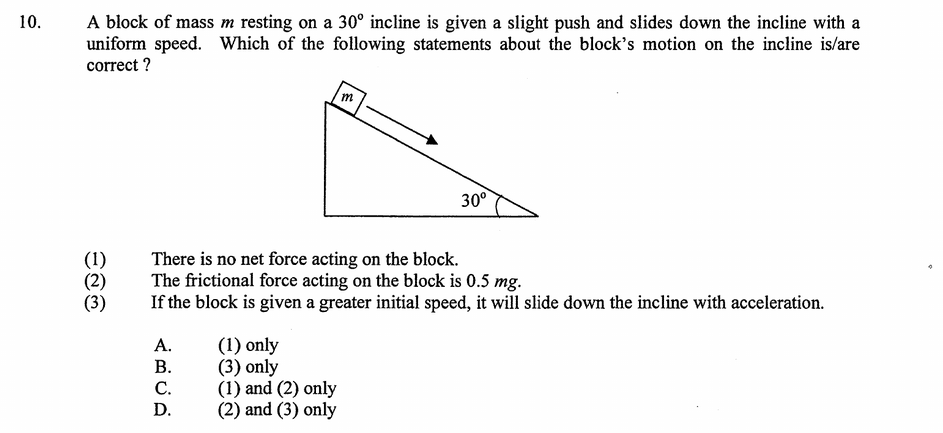 10. A block of mass m resting on a 30° incline is given a slight push and slides down the incline with a
uniform speed. Which of the following statements about the block's motion on the incline is/are
correct ?
m
30°
(1) There is no net force acting on the block.
(2) The frictional force acting on the block is 0.5 mg.
(3) If the block is given a greater initial speed, it will slide down the incline with acceleration.
A. (1) only
B. (3) only
C. (1) and (2) only
D. (2) and (3) only